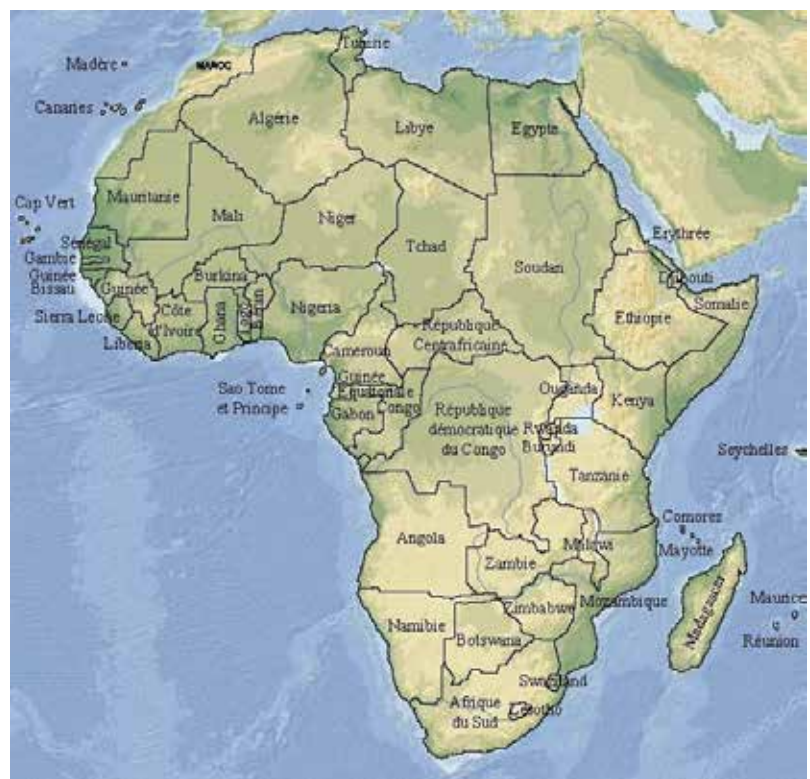 Tunisie
Madère
MAROC
Canaries
Algérie
Libye
Egypte
Mauritanie
Cap Vert
Mali
Niger
Tchad
Soudan
Erythrée
Sénégal
Gambie
Guinée
Bissau
Guinée
Burkina
Djibouti
Somalie
Sierra Leone
Côte
d'Ivoire
Ghana
Togo
Bénin
Nigeria
Ethiopie
Liberia
République
Centrafricaine
Cameroun
Guinée
Equatoriale
Sao Tome
et Principe
Gabon
Congo
République
démocratique
du Congo
Ouganda
Kenya
Rwanda
Burundi
Seychelles
Tanzanie
Comores
Mayotte
Angola
Malawi
Zambie
Mozambique
Madagascar
Maurice
Réunion
Zimbabwe
Namibie
Botswana
Swaziland
Afrique
du Sud
Lesotho